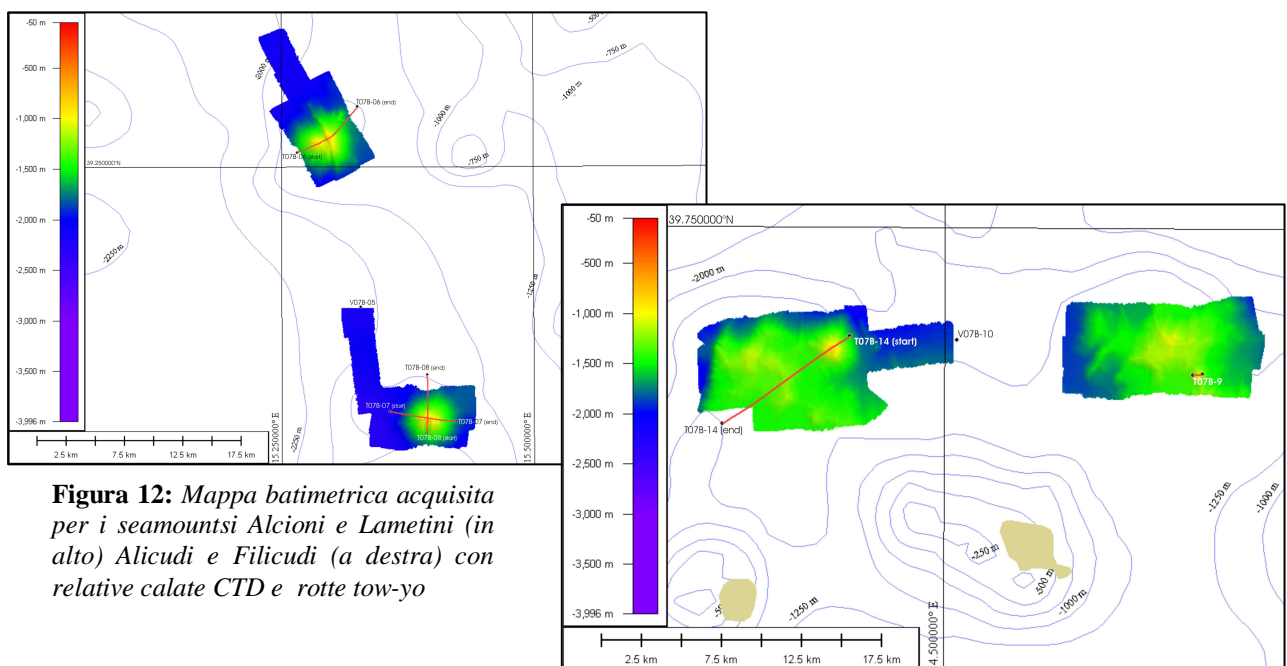 -50 m
-500 m
-1,000 m
-1,500 m
-2,000 m
-2,500 m
-3,000 m
-3,500 m
-3,996 m
2.5 km 7.5 km 12.5 km 17.5 km
-2000 m
-500 m
-750 m
-1000 m
-1000 m
-750 m
T07B-06 (end)
T07B-06 (start)
39.250000°N
-2250 m
-1250 m
V07B-05
T07B-08 (end)
T07B-07 (start)
T07B-07 (end)
T07B-08 (start)
-2250 m
15.250000° E
15.500000° E
-50 m
-500 m
-1,000 m
-1,500 m
-2,000 m
-2,500 m
-3,000 m
-3,500 m
-3,996 m
39.750000°N
-2000 m
T07B-14 (start)
V07B-10
T07B-9
T07B-14 (end)
-1250 m
-1000 m
-250 m
-500 m
-1000 m
-1250 m
4.500000° E
2.5 km 7.5 km 12.5 km 17.5 km
Figura 12: Mappa batimetrica acquisita
per i seamountsi Alcioni e Lametini (in
alto) Alicudi e Filicudi (a destra) con
relative calate CTD e rotte tow-yo